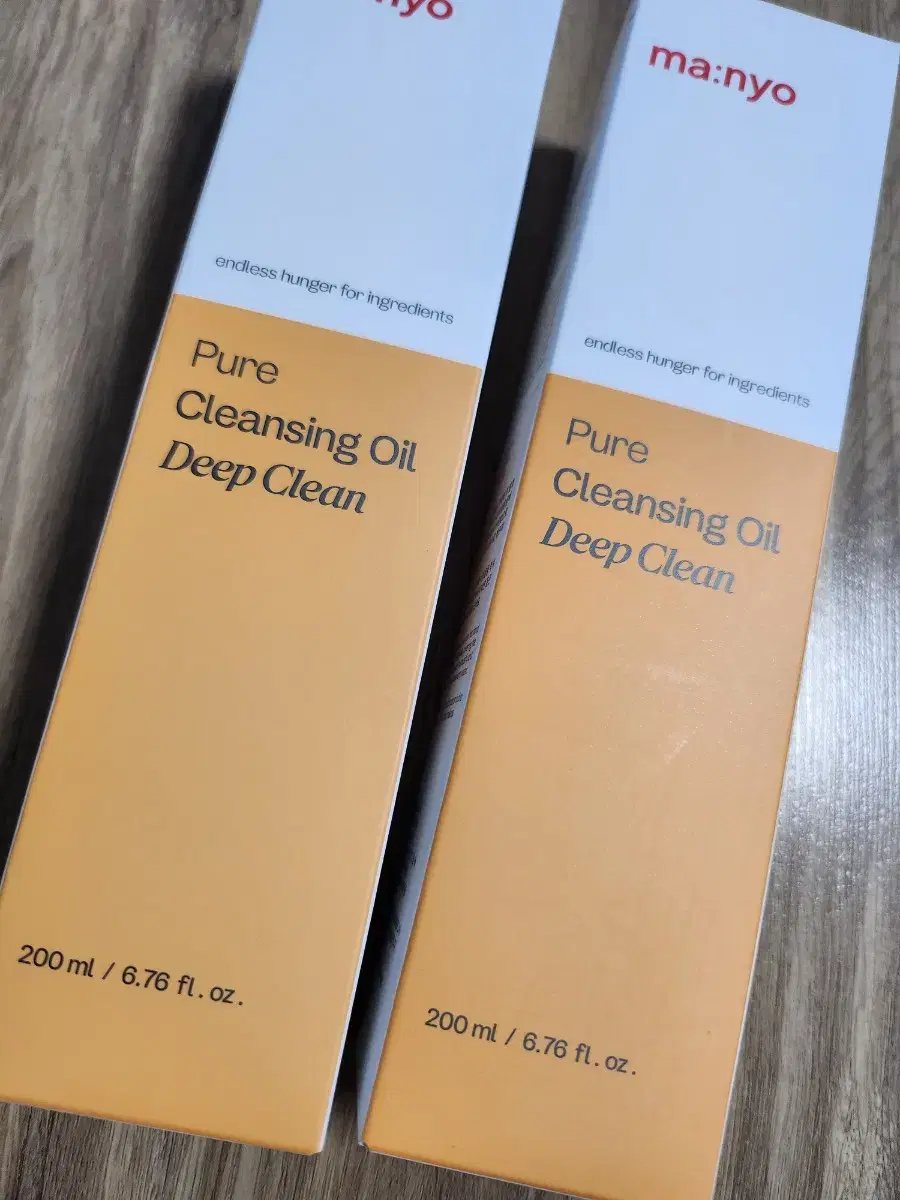 nyo
endless hunger for ingredients
Pure
Cleansing Oil
Deep Clean
200 ml / 6.76 fl. oz.
ma:nyo
endless hunger for ingredients
Pure
Cleansing Oil
Deep Clean
200 ml / 6.76 fl. oz.